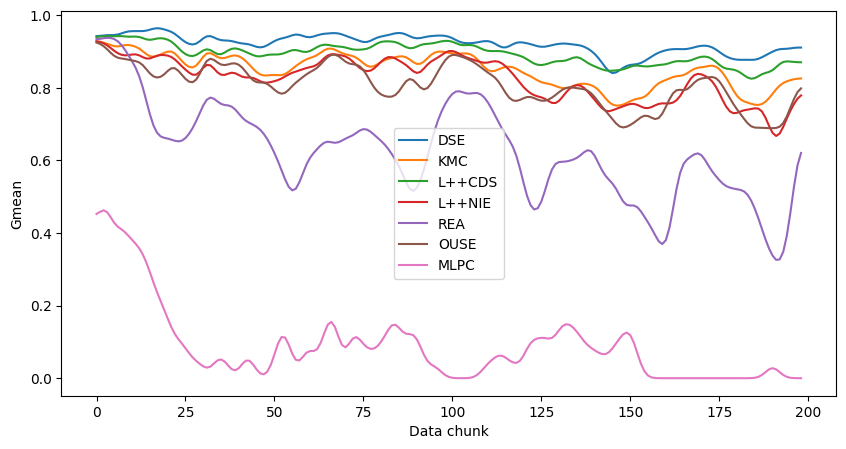 1.0
0.8
0.6
0.4
0.2
0.0
Gmean
DSE
KMC
L++CDS
L++NIE
REA
OUSE
MLPC
0 25 50 75 100 125 150 175 200
Data chunk